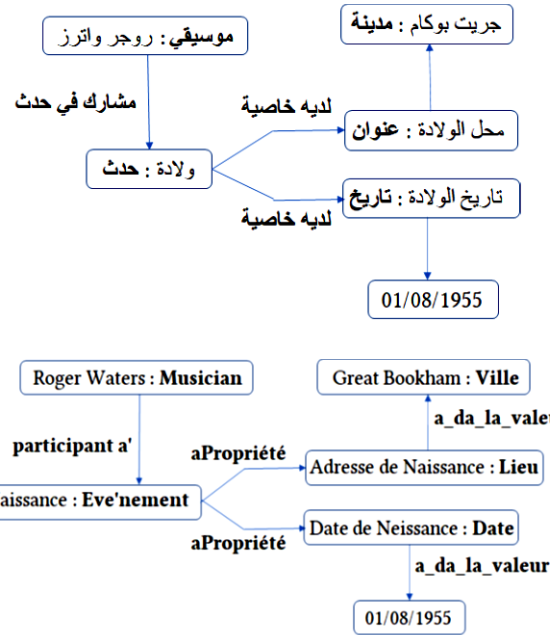 موسيقي : روجر واترز
جريت بوكام : مدينة
مشارك في حدث
لديه خاصية
محل الولادة : عنوان
ولادة : حدث
تاريخ الولادة : تاريخ
لديه خاصية
01/08/1955
Roger Waters : Musician
Great Bookham : Ville
a_da_la_valeu
participant a'
aPropriété
Adresse de Naissance : Lieu
aissance : Eve'nement
Date de Neissance : Date
aPropriété
a_da_la_valeur
01/08/1955